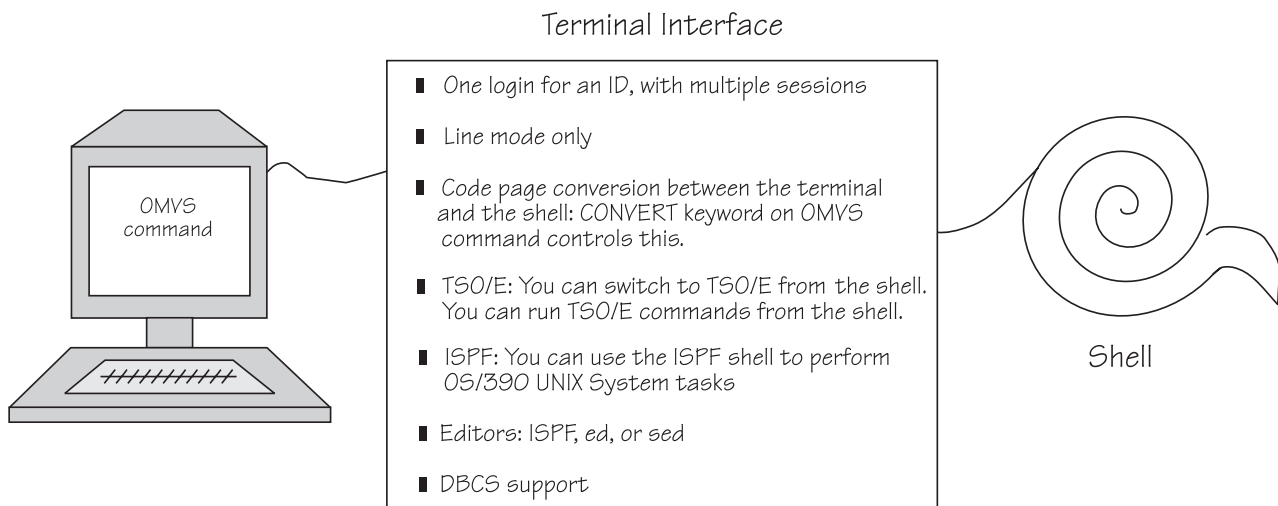 Terminal Interface
OMVS
command
One login for an ID, with multiple sessions
Line mode only
Code page conversion between the terminal
and the shell: CONVERT keyword on OMVS
command controls this.
TSO/E: You can switch to TSO/E from the shell.
You can run TSO/E commands from the shell.
ISPF: You can use the ISPF shell to perform
OS/390 UNIX System tasks
Editors: ISPF, ed, or sed
DBCS support
Shell